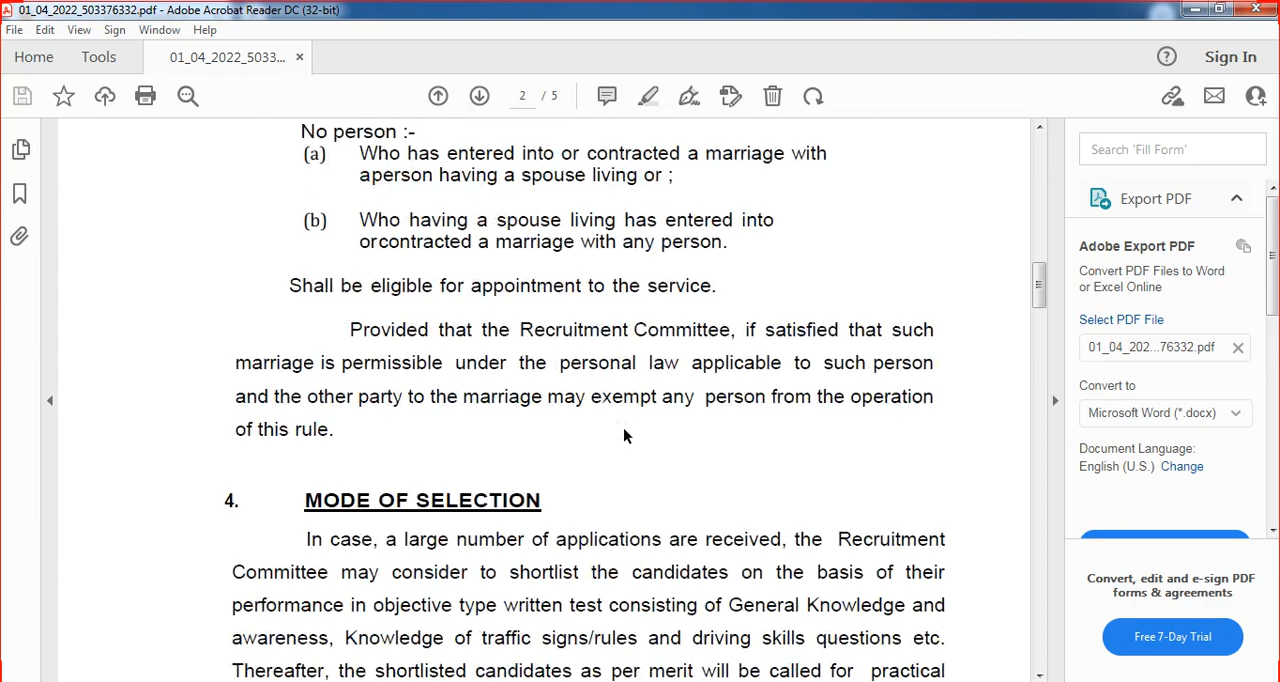 01_04_2022_503376332.pdf - Adobe Acrobat Reader DC (32-bit)
File Edit View Sign Window Help
Home Tools 01_04_2022_5033... × Sign In
2 / 5
No person :-
(a) Who has entered into or contracted a marriage with
aperson having a spouse living or ;
(b) Who having a spouse living has entered into
orcontracted a marriage with any person.
Shall be eligible for appointment to the service.
Provided that the Recruitment Committee, if satisfied that such
marriage is permissible under the personal law applicable to such person
and the other party to the marriage may exempt any person from the operation
of this rule.
4. MODE OF SELECTION
In case, a large number of applications are received, the Recruitment
Committee may consider to shortlist the candidates on the basis of their
performance in objective type written test consisting of General Knowledge and
awareness, Knowledge of traffic signs/rules and driving skills questions etc.
Thereafter, the shortlisted candidates as per merit will be called for practical
Search 'Fill Form'
Export PDF
Adobe Export PDF
Convert PDF Files to Word
or Excel Online
Select PDF File
01_04_202...76332.pdf
Convert to
Microsoft Word (*.docx)
Document Language:
English (U.S.) Change
Convert, edit and e-sign PDF
forms & agreements
Free 7-Day Trial